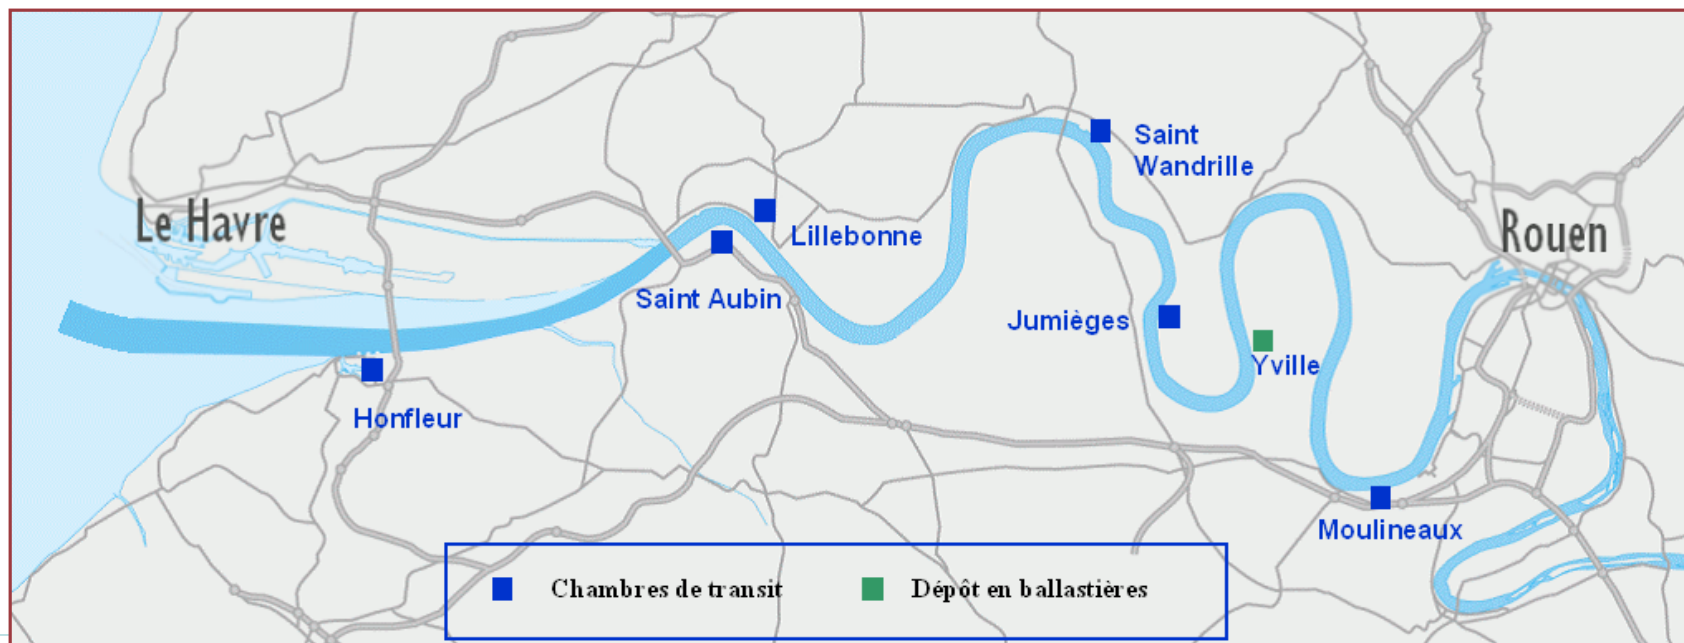 Saint
Wandrille
Le Havre
Lillebonne
Rouen
Saint Aubin
Jumièges
Yville
Honfleur
Moulineaux
Chambres de transit
Dépôt en ballastières